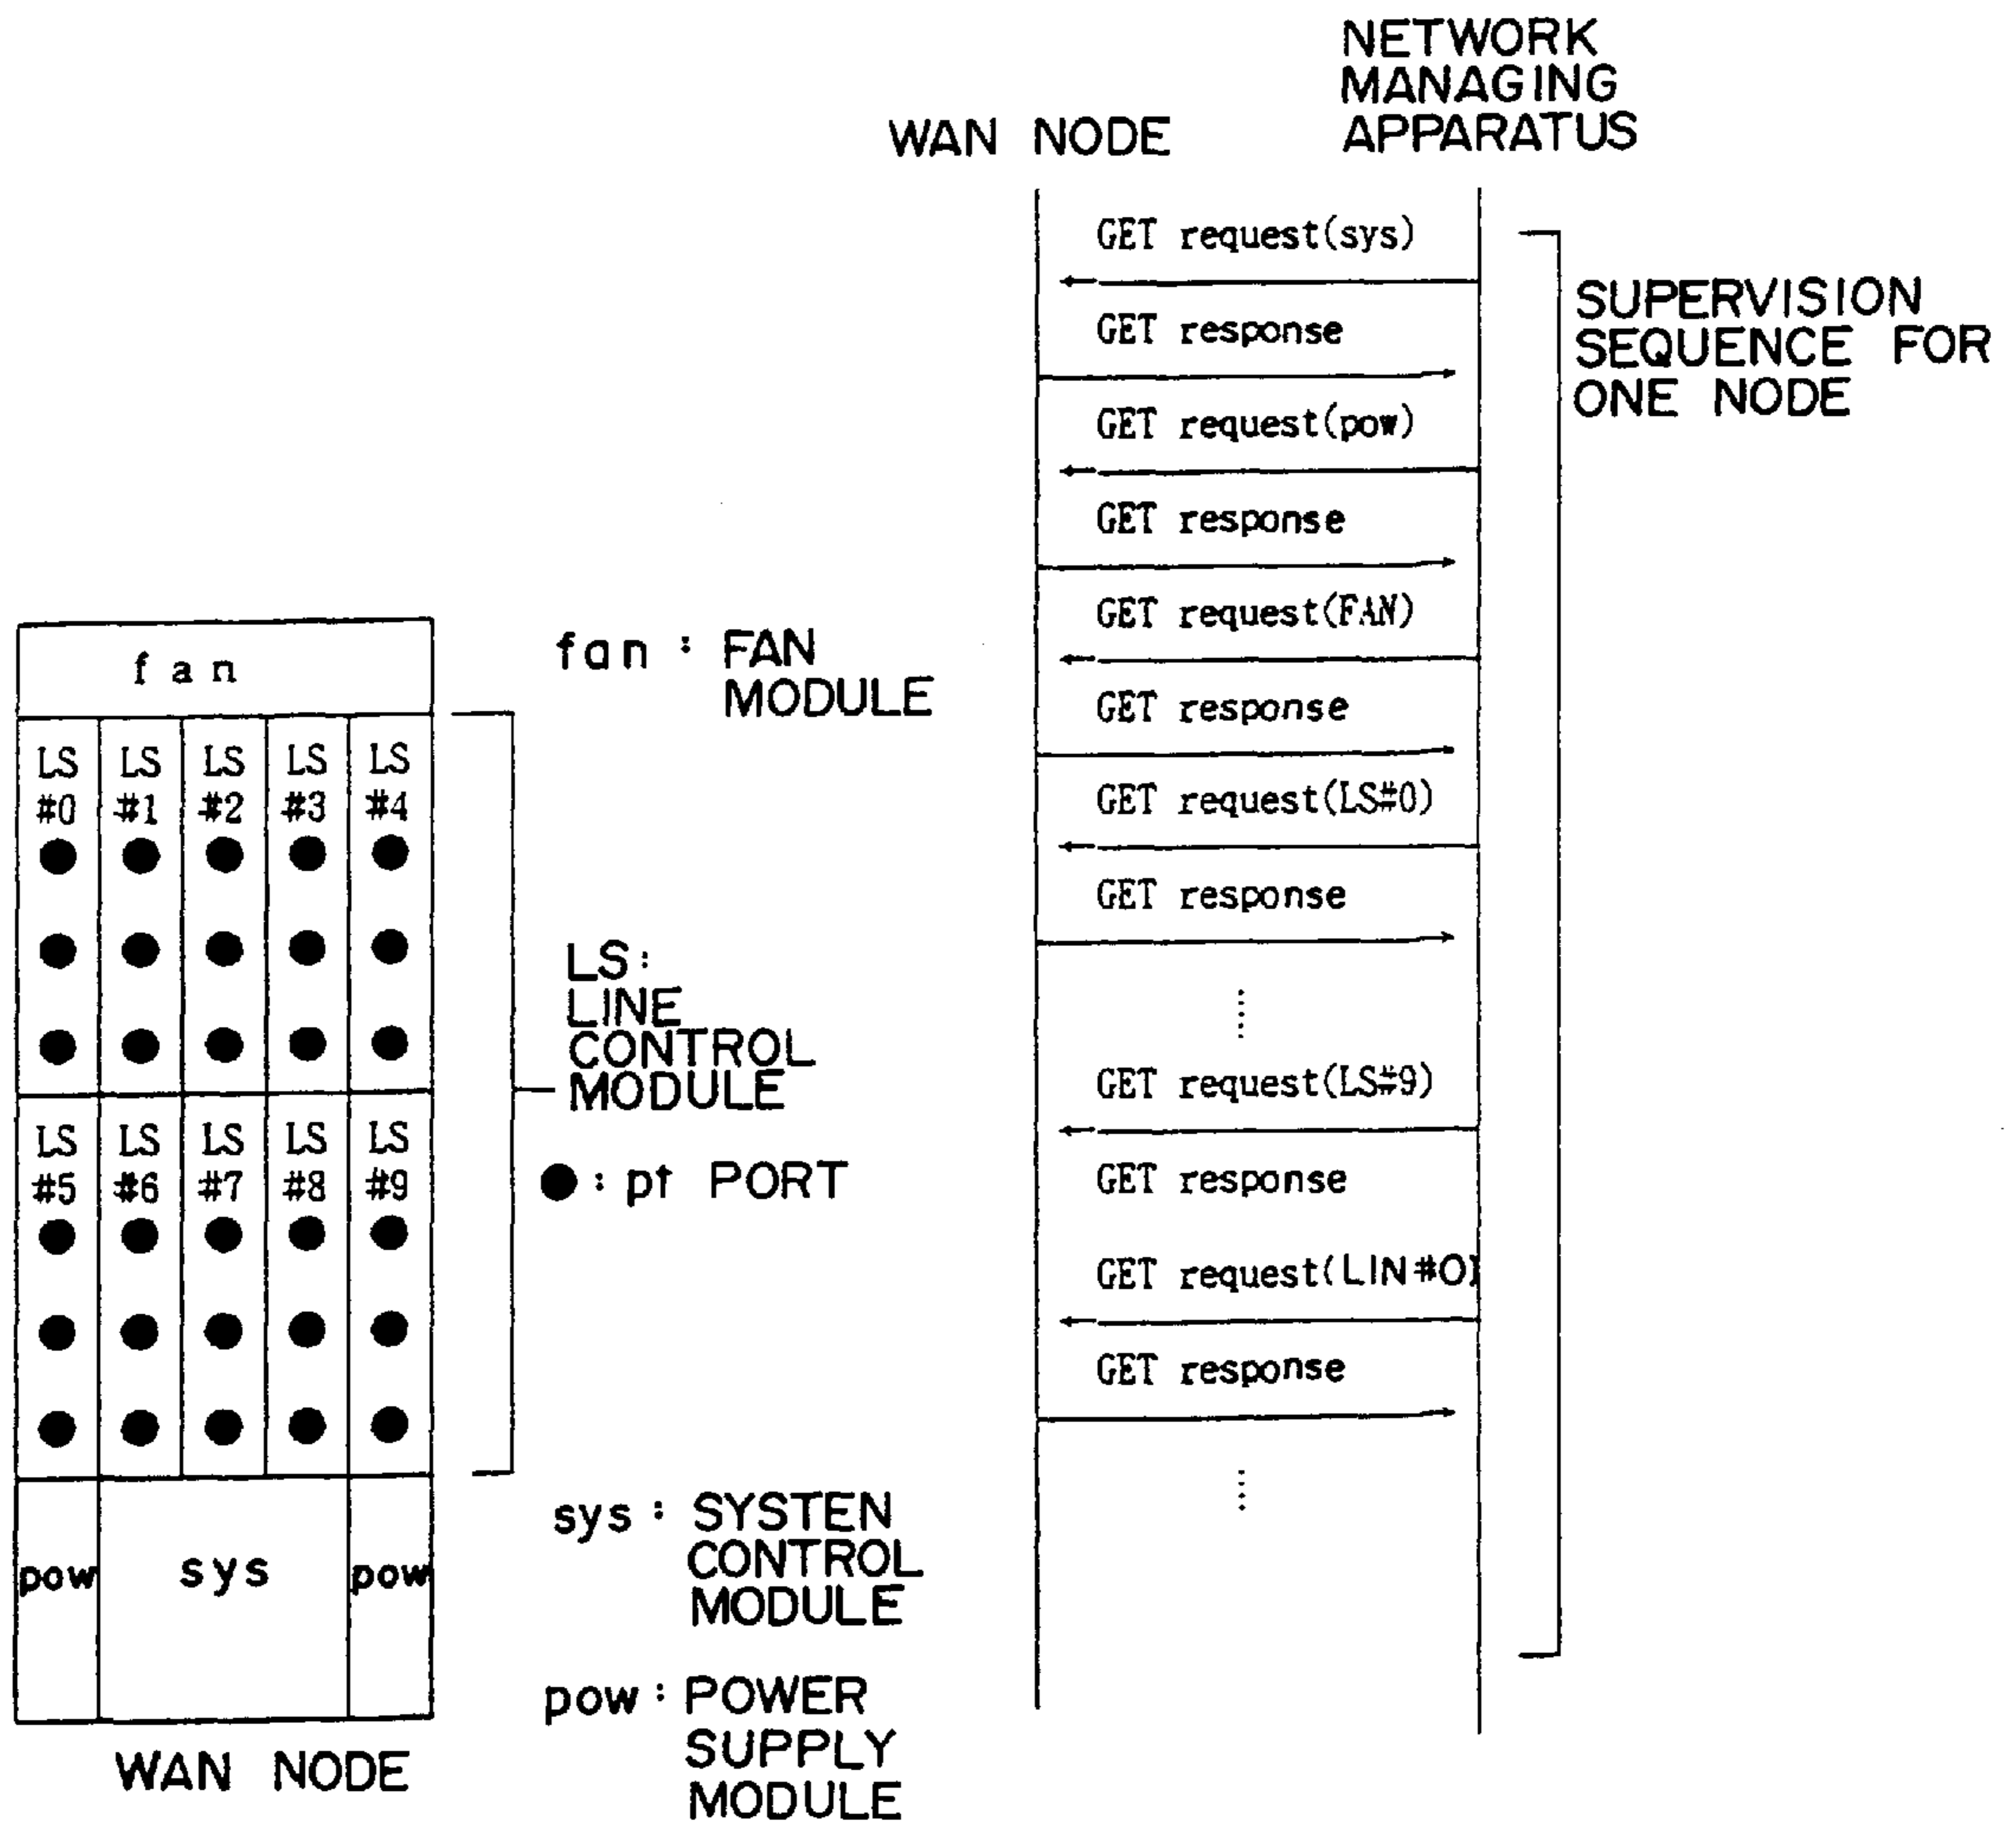 NETWORK
MANAGING
APPARATUS
WAN NODE
GET request(sys)
GET response
GET request(pow)
GET response
GET request(FAN)
GET response
GET request(LS#0)
GET response
GET request(LS#9)
GET response
GET request(LIN#0)
GET response
SUPERVISION
SEQUENCE FOR
ONE NODE
fan
LS LS LS LS LS
#0 #1 #2 #3 #4
LS LS LS LS LS
#5 #6 #7 #8 #9
pow sys pow
WAN NODE
fan : FAN
MODULE
LS:
LINE
CONTROL
MODULE
● : pt PORT
sys : SYSTEN
CONTROL
MODULE
pow : POWER
SUPPLY
MODULE